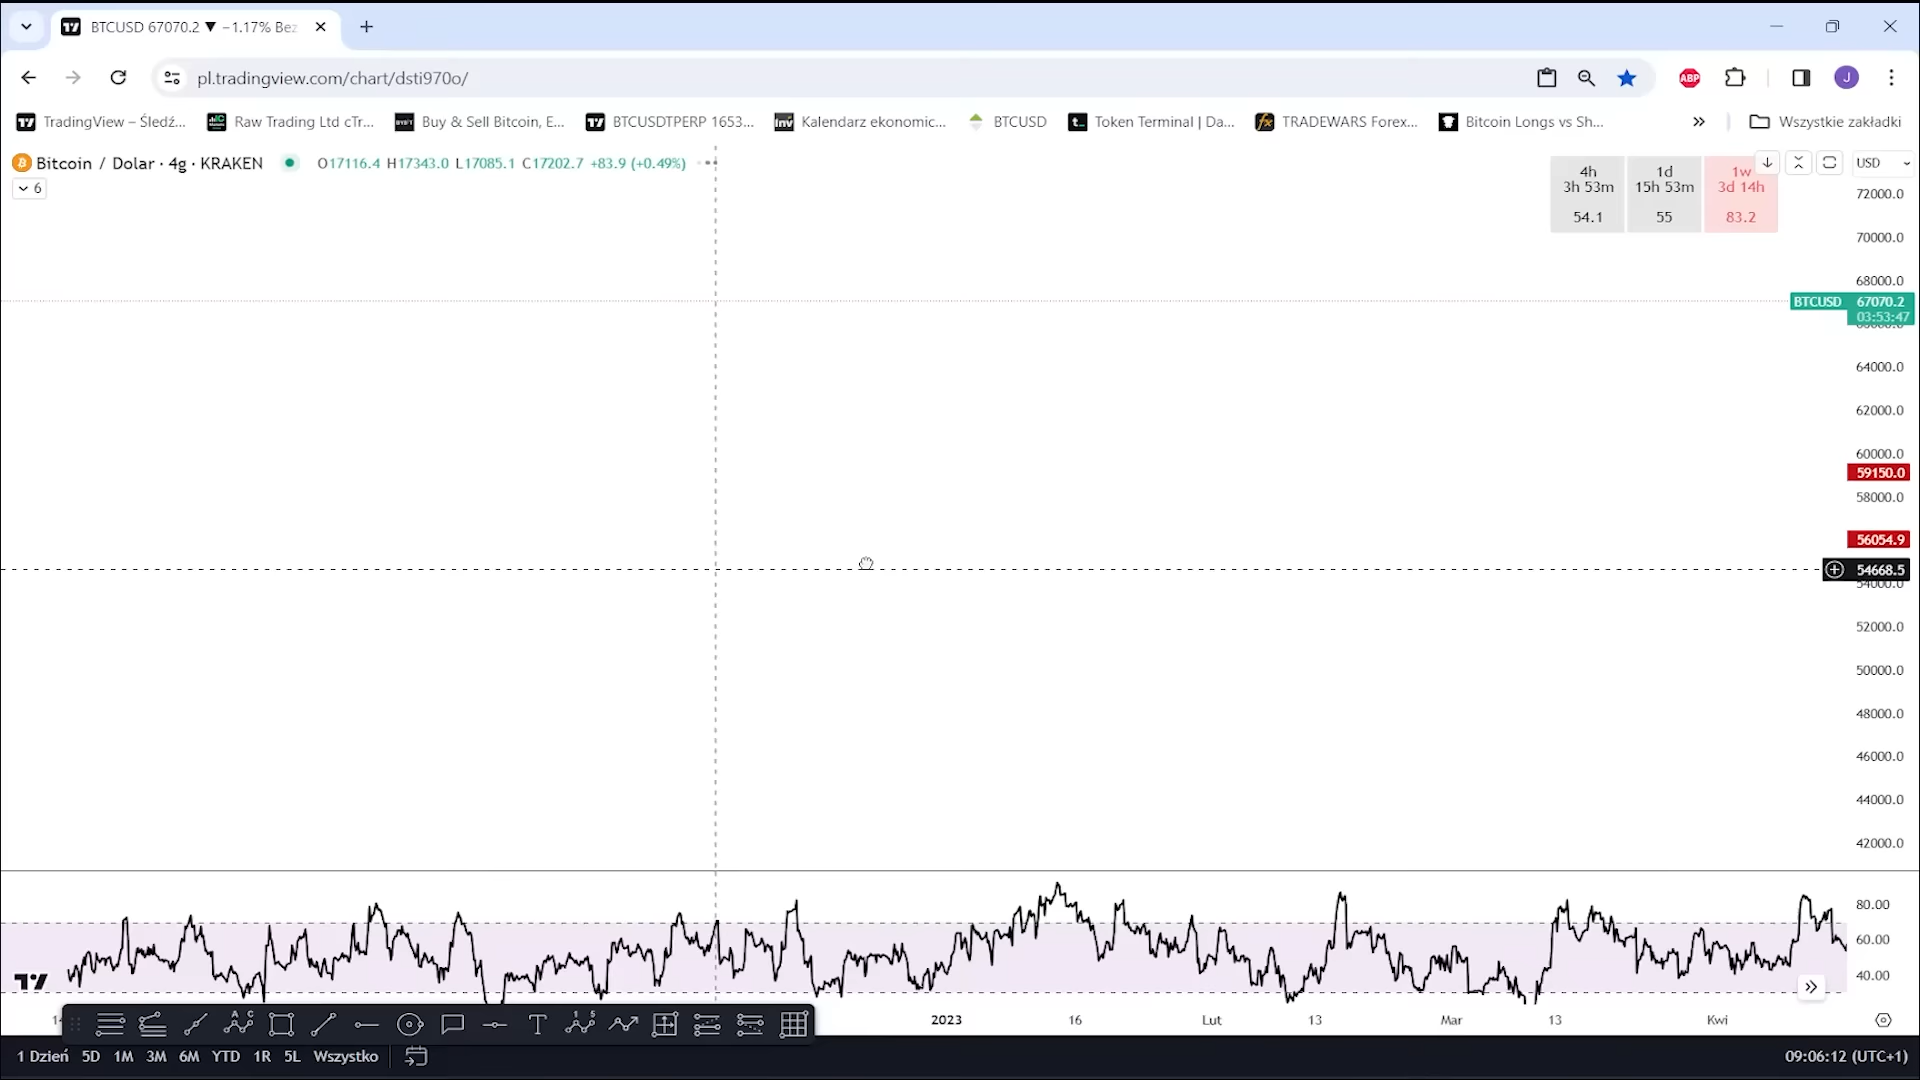 BTCUSD 67070.2 ▼ −1.17% Bez
pl.tradingview.com/chart/dsti970o/
ABP
J
TradingView – Śledź...
Raw Trading Ltd cTr...
Buy & Sell Bitcoin, E...
BTCUSDTPERP 1653...
Inv Kalendarz ekonomic...
BTCUSD
Token Terminal | Da...
TRADEWARS Forex...
Bitcoin Longs vs Sh...
Wszystkie zakładki
Bitcoin / Dolar · 4g · KRAKEN
O17116.4 H17343.0 L17085.1 C17202.7 +83.9 (+0.49%)
6
4h 1d 1w
3h 53m 15h 53m 3d 14h
54.1 55 83.2
USD
72000.0
70000.0
68000.0
BTCUSD 67070.2
03:53:47
64000.0
62000.0
60000.0
59150.0
58000.0
56054.9
54668.5
54000.0
52000.0
50000.0
48000.0
46000.0
44000.0
42000.0
80.00
60.00
40.00
2023 16 Lut 13 Mar 13 Kwi
1 Dzień 5D 1M 3M 6M YTD 1R 5L Wszystko
09:06:12 (UTC+1)